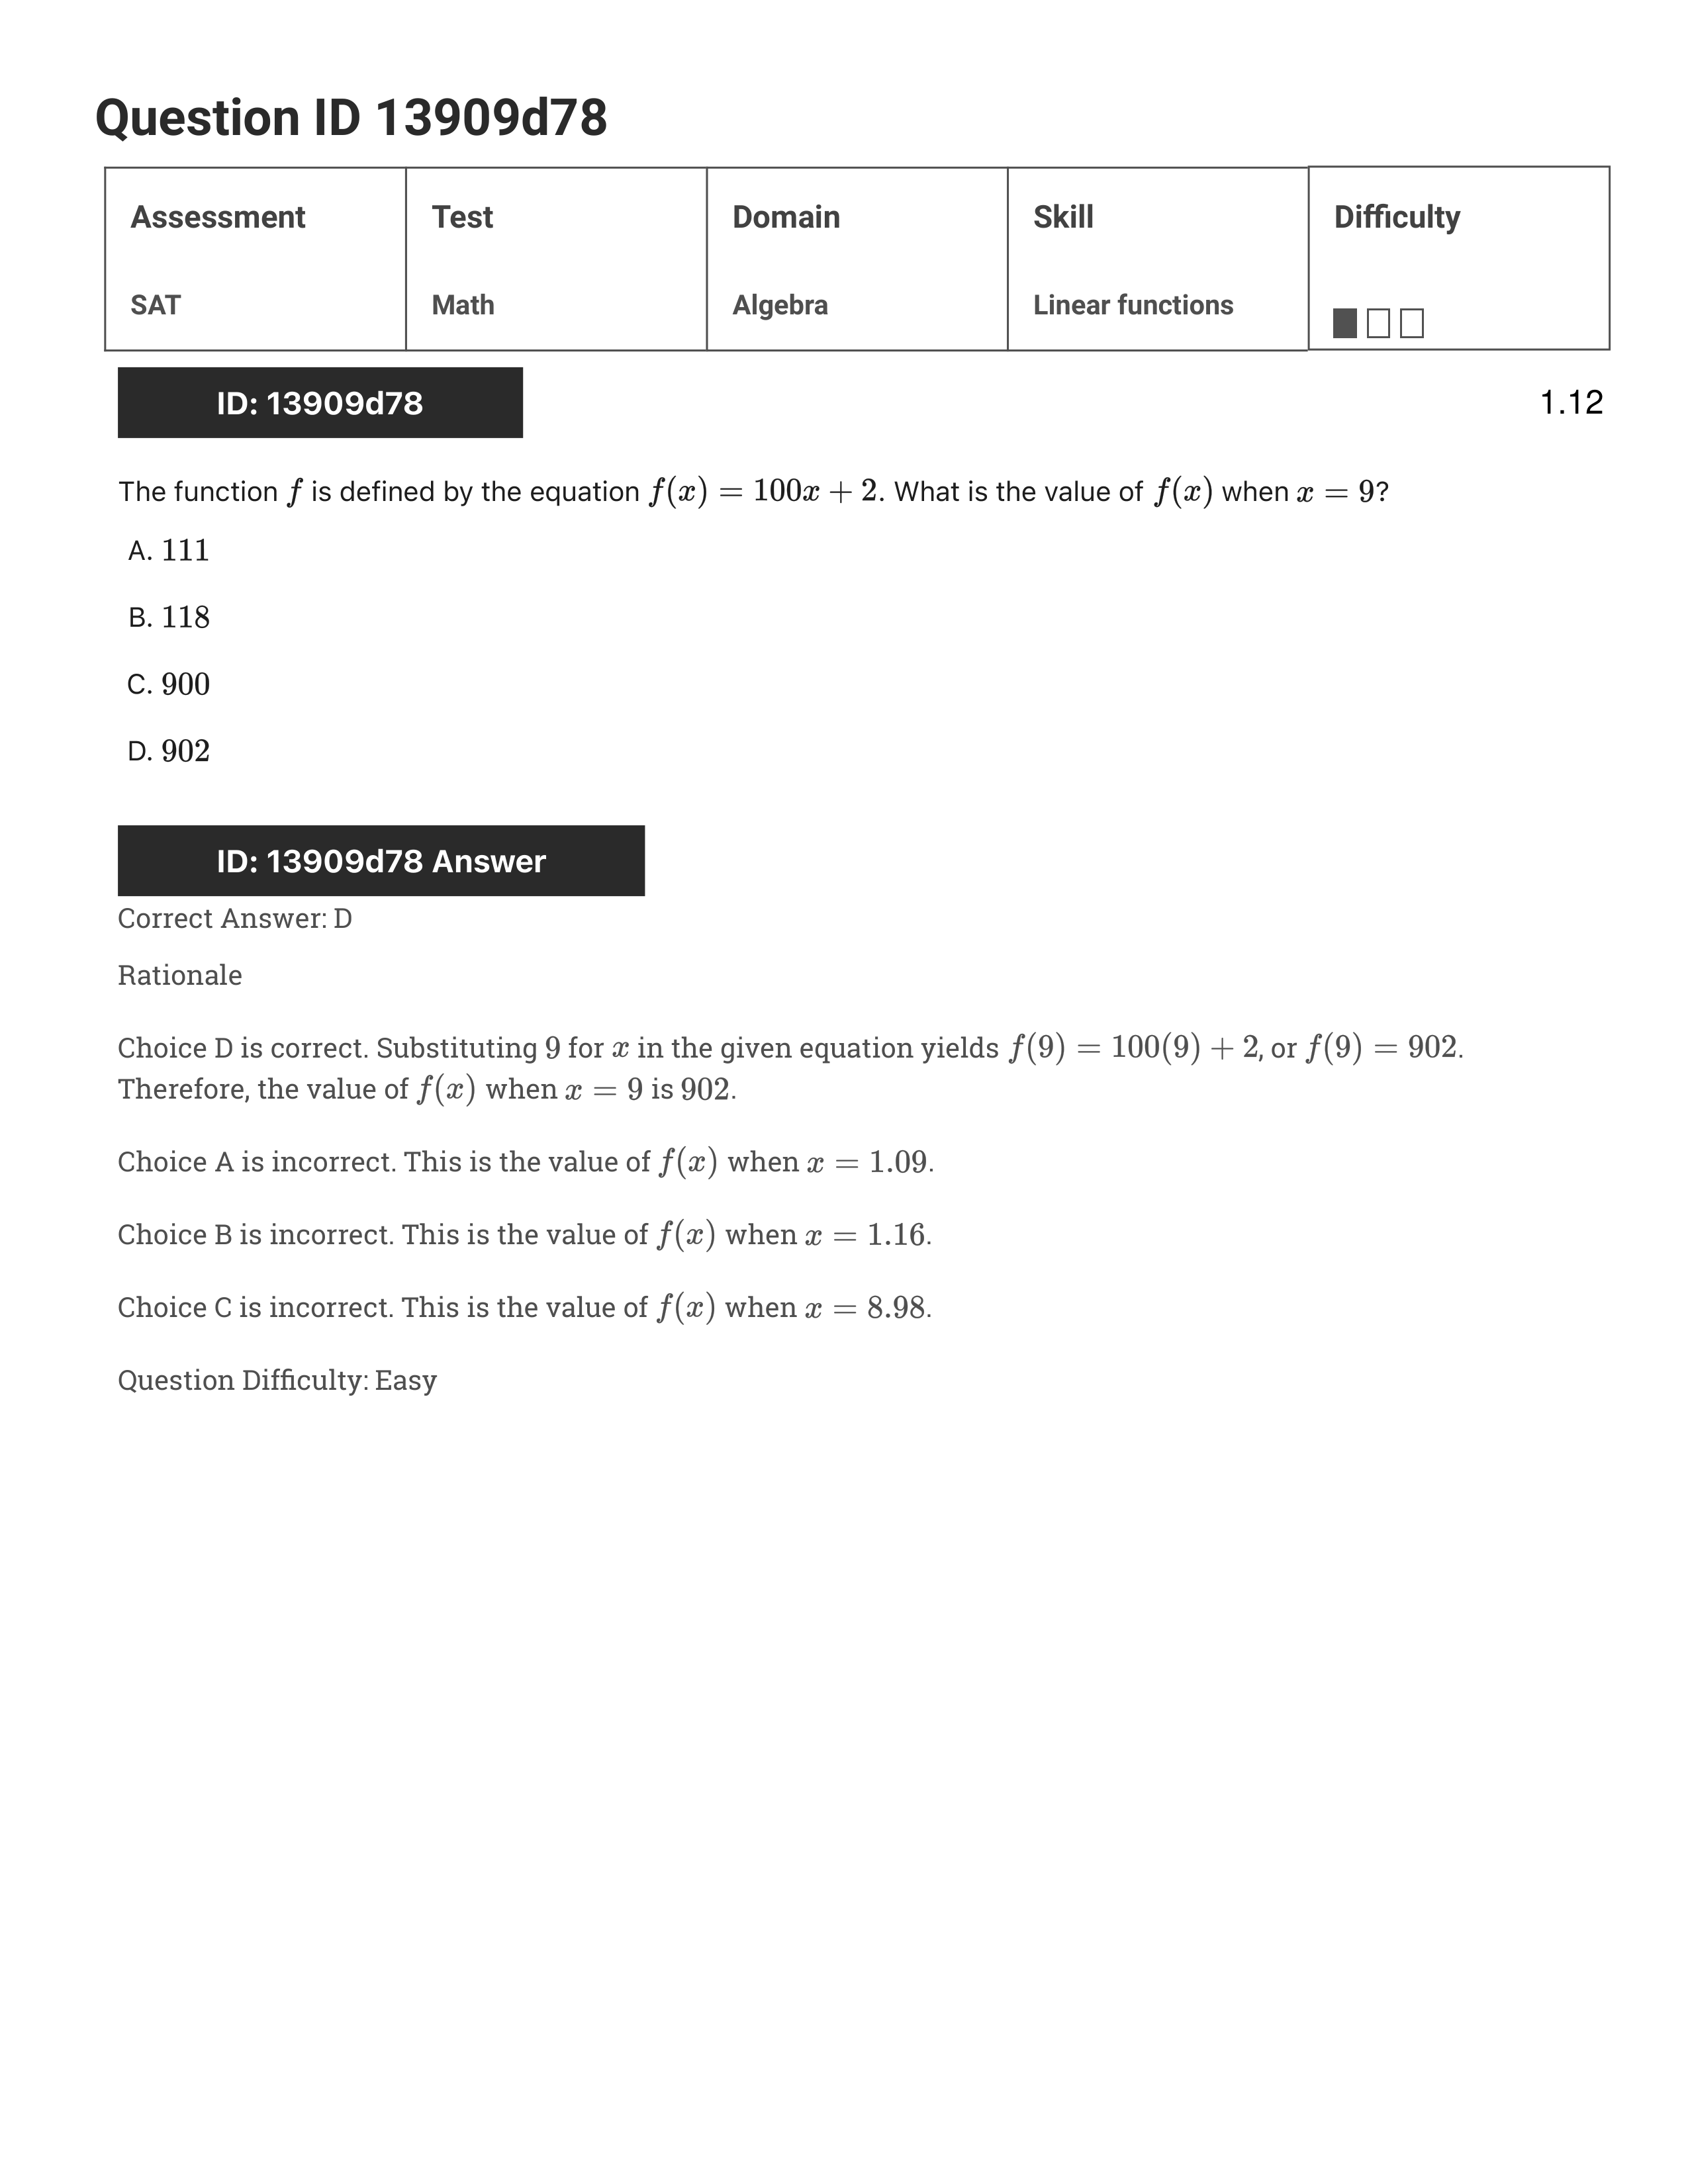 Question ID 13909d78
Assessment Test Domain Skill Difficulty
SAT Math Algebra Linear functions
ID: 13909d78 1.12
The function f is defined by the equation f(x) = 100x + 2. What is the value of f(x) when x = 9?
A. 111
B. 118
C. 900
D. 902
ID: 13909d78 Answer
Correct Answer: D
Rationale
Choice D is correct. Substituting 9 for x in the given equation yields f(9) = 100(9) + 2, or f(9) = 902.
Therefore, the value of f(x) when x = 9 is 902.
Choice A is incorrect. This is the value of f(x) when x = 1.09.
Choice B is incorrect. This is the value of f(x) when x = 1.16.
Choice C is incorrect. This is the value of f(x) when x = 8.98.
Question Difficulty: Easy